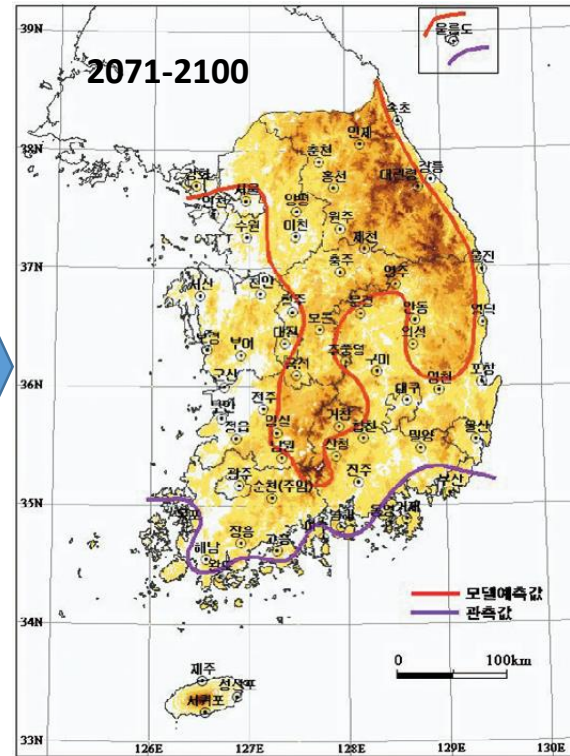 39N
울릉도
2071-2100
속초
인제
38N
춘천
강릉
강화
홍천
대관령
서울
인천
양평
수원
원주
제천
37N
충주
울진
영주
서산
천안
청주
문경
안동
영덕
보은
의성
보령
대전
부여
추풍령
구미
36N
군산
금산
영천
포항
대구
부안
전주
거창
정읍
임실
합천
밀양
울산
남원
산청
광주
진주
35N
순천(주암)
부산
목포
통영
거제
장흥
고흥
해남
완도
모델예측값
관측값
34N
0
100km
제주
성산포
서귀포
33N
126E
127E
128E
129E
130E